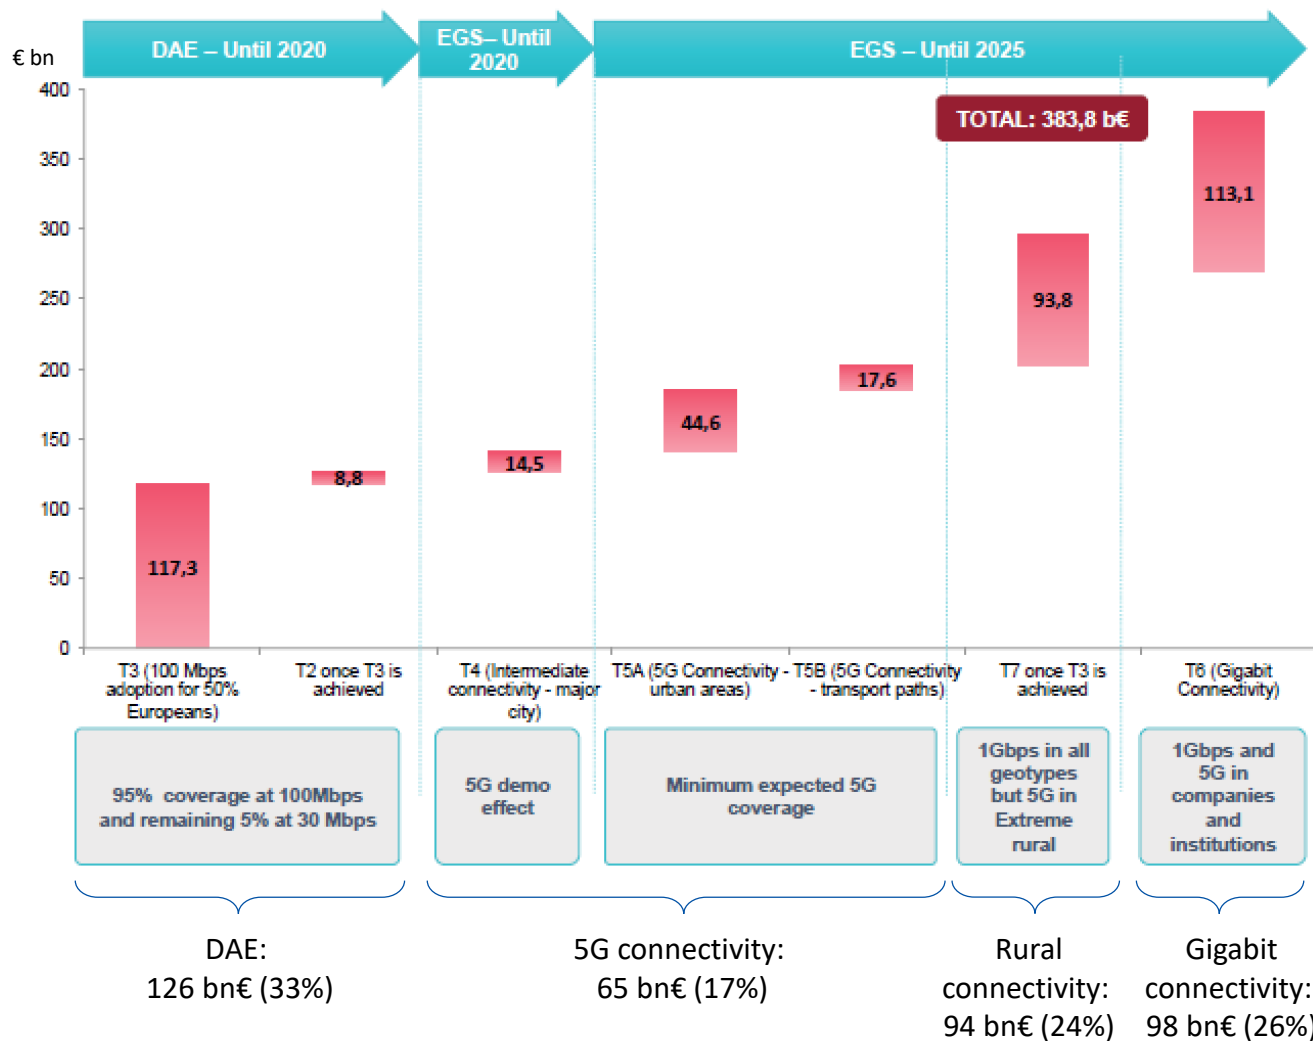 DAE – Until 2020
EGS– Until
2020
EGS – Until 2025
€ bn
400
350
300
250
200
150
100
50
0
TOTAL: 383,8 b€
117,3
8,8
14,5
44,6
17,6
93,8
113,1
T3 (100 Mbps
adoption for 50%
Europeans)
T2 once T3 is
achieved
T4 (Intermediate
connectivity - major
city)
T5A (5G Connectivity -
urban areas)
T5B (5G Connectivity
- transport paths)
T7 once T3 is
achieved
T6 (Gigabit
Connectivity)
95% coverage at 100Mbps
and remaining 5% at 30 Mbps
5G demo
effect
Minimum expected 5G
coverage
1Gbps in all
geotypes
but 5G in
Extreme
rural
1Gbps and
5G in
companies
and
institutions
DAE:
126 bn€ (33%)
5G connectivity:
65 bn€ (17%)
Rural
connectivity:
94 bn€ (24%)
Gigabit
connectivity:
98 bn€ (26%)